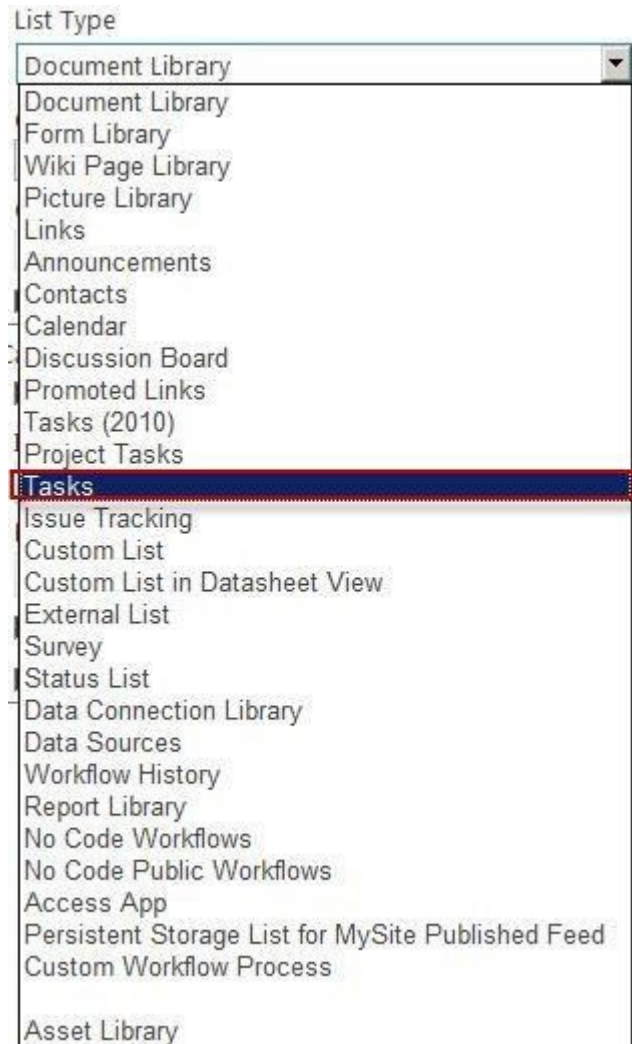 List Type
Document Library
Document Library
Form Library
Wiki Page Library
Picture Library
Links
Announcements
Contacts
Calendar
Discussion Board
Promoted Links
Tasks (2010)
Project Tasks
Tasks
Issue Tracking
Custom List
Custom List in Datasheet View
External List
Survey
Status List
Data Connection Library
Data Sources
Workflow History
Report Library
No Code Workflows
No Code Public Workflows
Access App
Persistent Storage List for MySite Published Feed
Custom Workflow Process
Asset Library